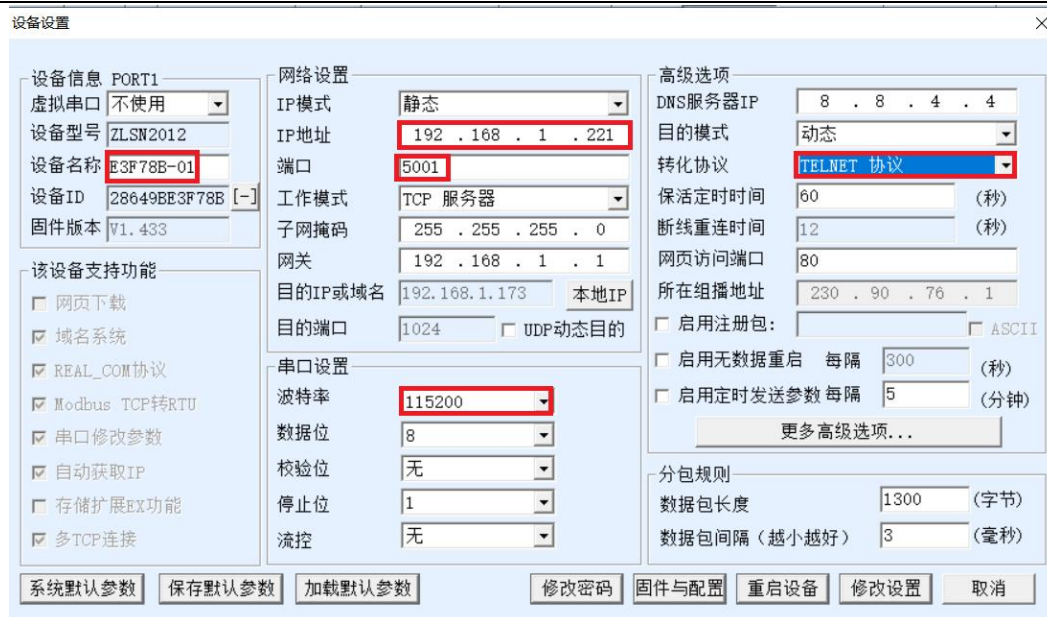 设备设置
设备信息 PORT1
虚拟串口 不使用
设备型号 ZLSN2012
设备名称 E3F78B-01
设备ID 28649BE3F78B [-]
固件版本 V1.433
该设备支持功能
网页下载
域名系统
REAL_COM协议
Modbus TCP转RTU
串口修改参数
自动获取IP
存储扩展EX功能
多TCP连接
网络设置
IP模式 静态
IP地址 192 . 168 . 1 . 221
端口 5001
工作模式 TCP 服务器
子网掩码 255 . 255 . 255 . 0
网关 192 . 168 . 1 . 1
目的IP或域名 192.168.1.173 本地IP
目的端口 1024 UDP动态目的
串口设置
波特率 115200
数据位 8
校验位 无
停止位 1
流控 无
高级选项
DNS服务器IP 8 . 8 . 4 . 4
目的模式 动态
转化协议 TELNET 协议
保活定时时间 60 (秒)
断线重连时间 12 (秒)
网页访问端口 80
所在组播地址 230 . 90 . 76 . 1
启用注册包: ASCII
启用无数据重启 每隔 300 (秒)
启用定时发送参数 每隔 5 (分钟)
更多高级选项...
分包规则
数据包长度 1300 (字节)
数据包间隔(越小越好) 3 (毫秒)
系统默认参数 保存默认参数 加载默认参数 修改密码 固件与配置 重启设备 修改设置 取消